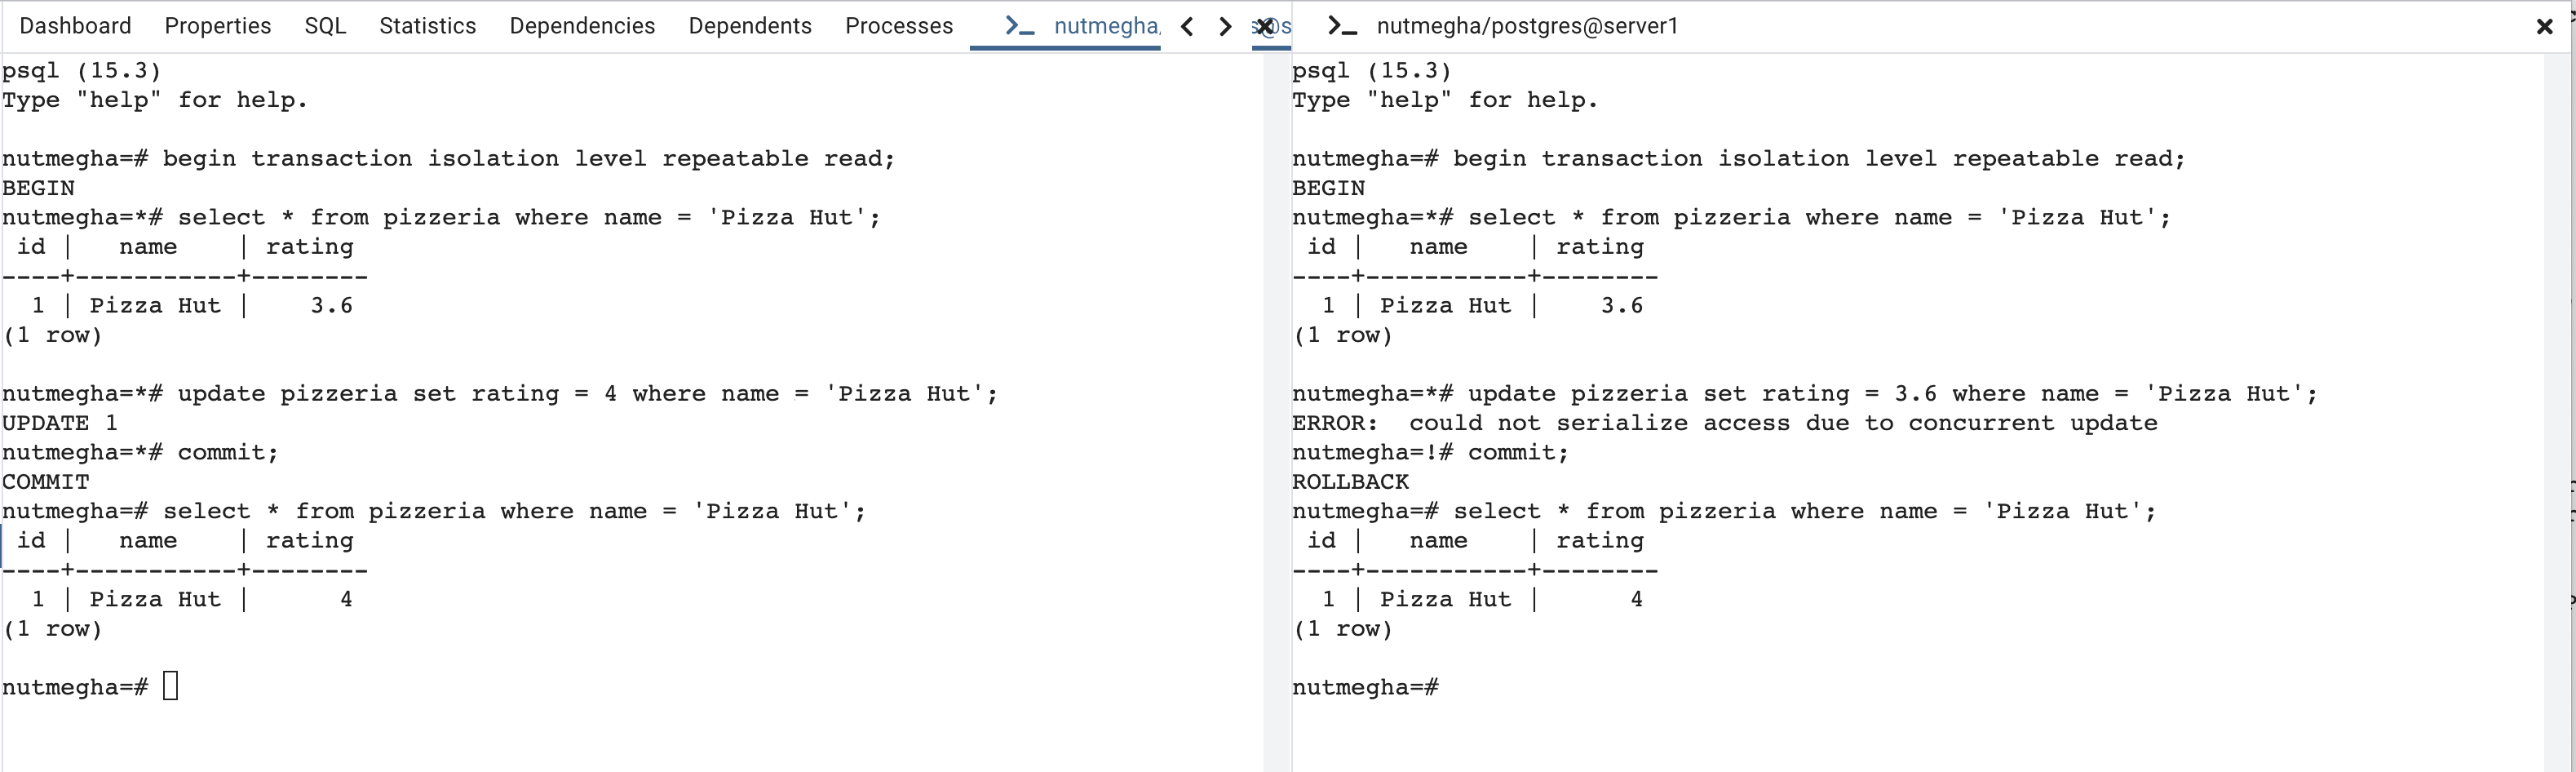 Dashboard Properties SQL Statistics Dependencies Dependents Processes nutmegha/ s@s
psql (15.3)
Type "help" for help.
nutmegha=# begin transaction isolation level repeatable read;
BEGIN
nutmegha=*# select * from pizzeria where name = 'Pizza Hut';
 id |   name    | rating
----+-----------+--------
  1 | Pizza Hut |    3.6
(1 row)
nutmegha=*# update pizzeria set rating = 4 where name = 'Pizza Hut';
UPDATE 1
nutmegha=*# commit;
COMMIT
nutmegha=# select * from pizzeria where name = 'Pizza Hut';
 id |   name    | rating
----+-----------+--------
  1 | Pizza Hut |      4
(1 row)
nutmegha=#
nutmegha/postgres@server1
psql (15.3)
Type "help" for help.
nutmegha=# begin transaction isolation level repeatable read;
BEGIN
nutmegha=*# select * from pizzeria where name = 'Pizza Hut';
 id |   name    | rating
----+-----------+--------
  1 | Pizza Hut |    3.6
(1 row)
nutmegha=*# update pizzeria set rating = 3.6 where name = 'Pizza Hut';
ERROR:  could not serialize access due to concurrent update
nutmegha=!# commit;
ROLLBACK
nutmegha=# select * from pizzeria where name = 'Pizza Hut';
 id |   name    | rating
----+-----------+--------
  1 | Pizza Hut |      4
(1 row)
nutmegha=#